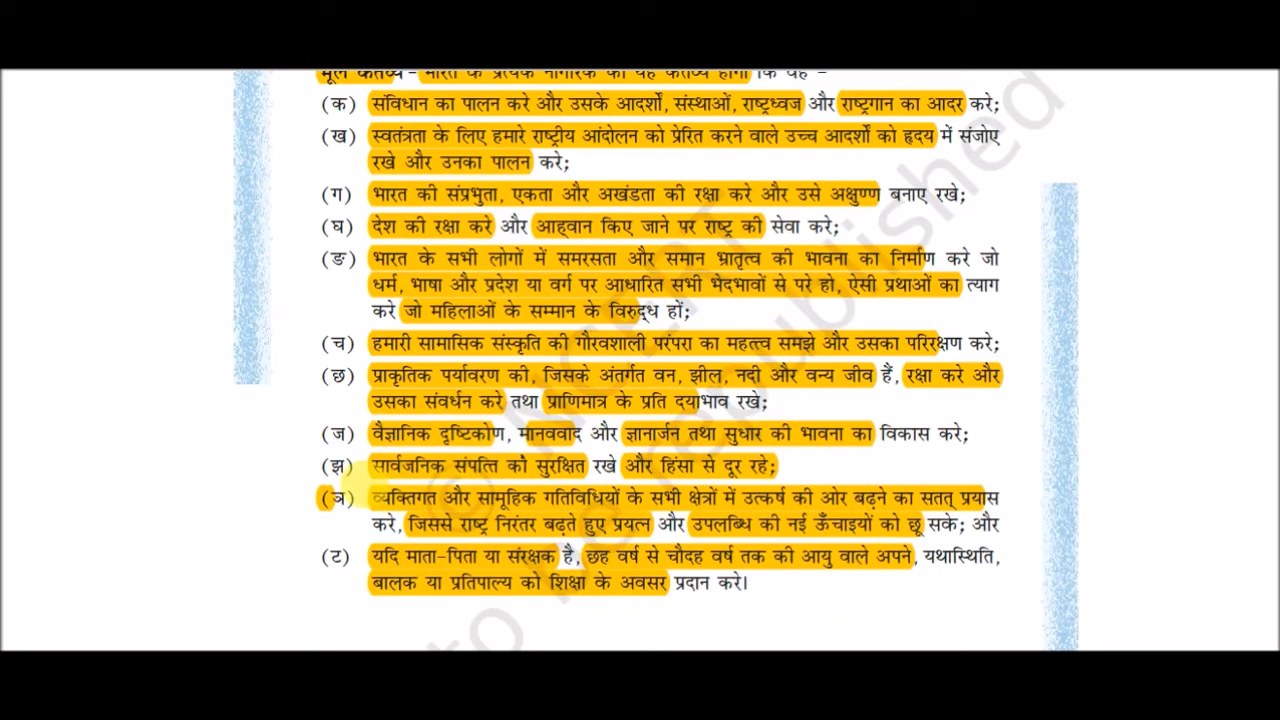 मूल कर्तव्य - भारत के प्रत्येक नागरिक का यह कर्तव्य होगा कि वह -
(क) संविधान का पालन करे और उसके आदर्शों, संस्थाओं, राष्ट्रध्वज और राष्ट्रगान का आदर करे;
(ख) स्वतंत्रता के लिए हमारे राष्ट्रीय आंदोलन को प्रेरित करने वाले उच्च आदर्शों को हृदय में संजोए
रखे और उनका पालन करे;
(ग) भारत की संप्रभुता, एकता और अखंडता की रक्षा करे और उसे अक्षुण्ण बनाए रखे;
(घ) देश की रक्षा करे और आह्वान किए जाने पर राष्ट्र की सेवा करे;
(ङ) भारत के सभी लोगों में समरसता और समान भ्रातृत्व की भावना का निर्माण करे जो
धर्म, भाषा और प्रदेश या वर्ग पर आधारित सभी भेदभावों से परे हो, ऐसी प्रथाओं का त्याग
करे जो महिलाओं के सम्मान के विरुद्ध हों;
(च) हमारी सामासिक संस्कृति की गौरवशाली परंपरा का महत्त्व समझे और उसका परिरक्षण करे;
(छ) प्राकृतिक पर्यावरण की, जिसके अंतर्गत वन, झील, नदी और वन्य जीव हैं, रक्षा करे और
उसका संवर्धन करे तथा प्राणिमात्र के प्रति दयाभाव रखे;
(ज) वैज्ञानिक दृष्टिकोण, मानववाद और ज्ञानार्जन तथा सुधार की भावना का विकास करे;
(झ) सार्वजनिक संपत्ति को सुरक्षित रखे और हिंसा से दूर रहे;
(ञ) व्यक्तिगत और सामूहिक गतिविधियों के सभी क्षेत्रों में उत्कर्ष की ओर बढ़ने का सतत् प्रयास
करे, जिससे राष्ट्र निरंतर बढ़ते हुए प्रयत्न और उपलब्धि की नई ऊँचाइयों को छू सके; और
(ट) यदि माता-पिता या संरक्षक है, छह वर्ष से चौदह वर्ष तक की आयु वाले अपने, यथास्थिति,
बालक या प्रतिपाल्य को शिक्षा के अवसर प्रदान करे।
© NCERT
to be republished